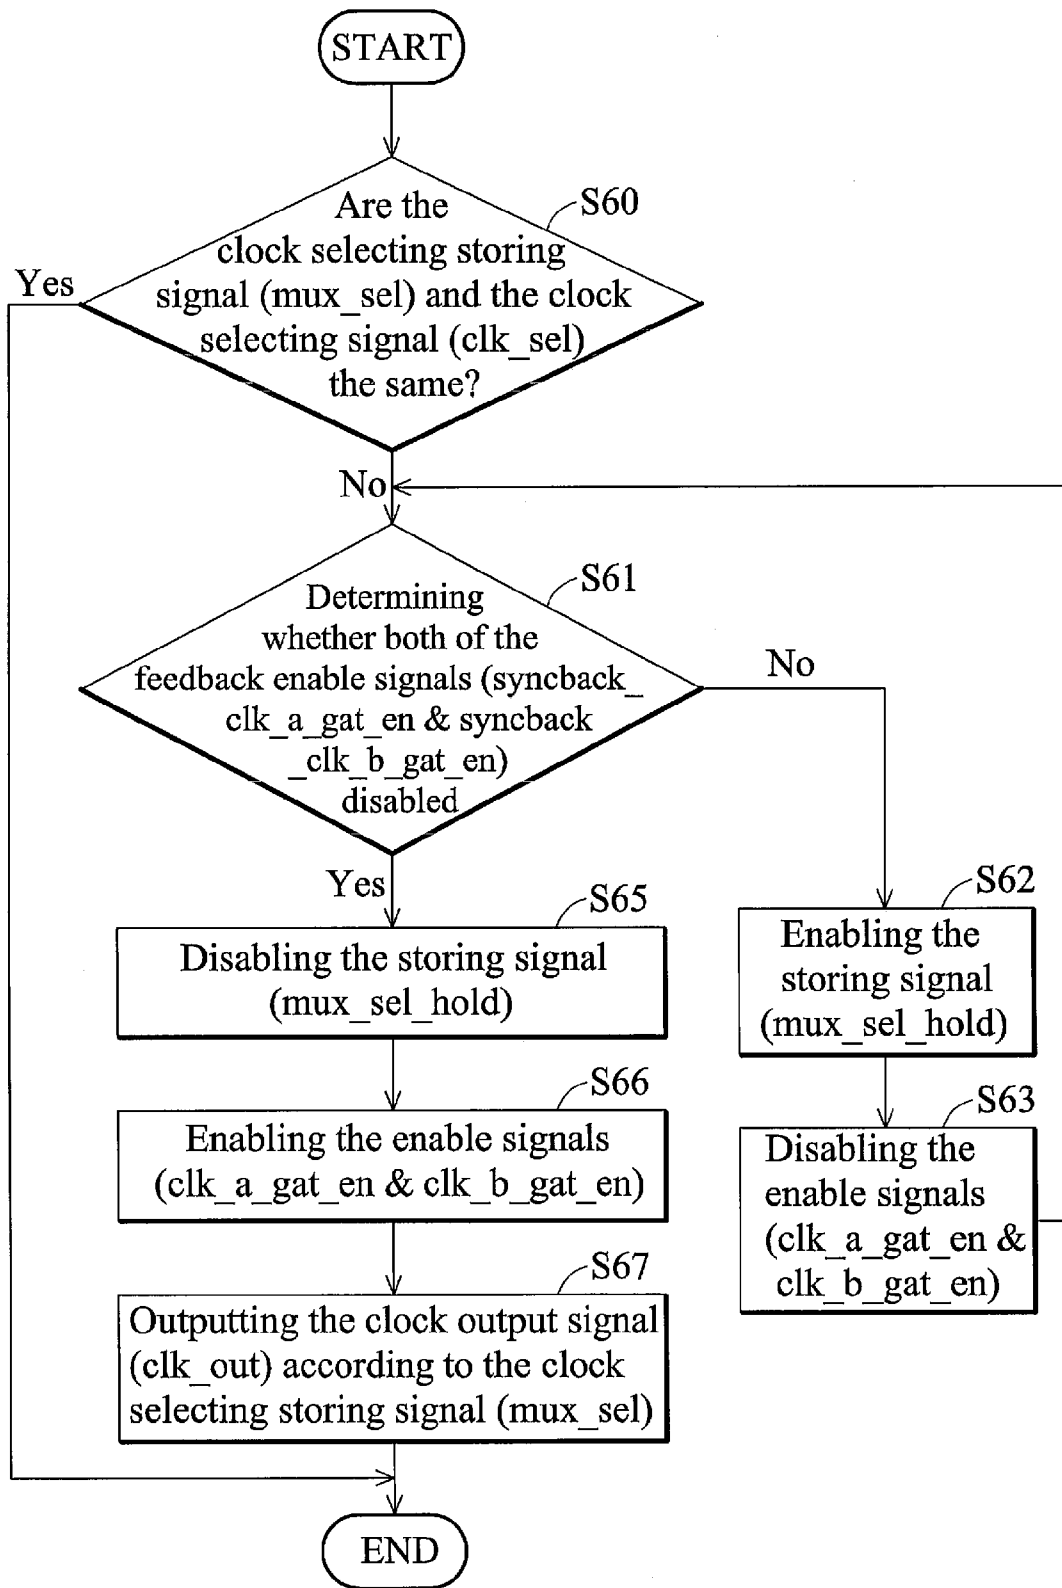 START
S60
Are the
clock selecting storing
signal (mux_sel) and the clock
selecting signal (clk_sel)
the same?
Yes
No
S61
Determining
whether both of the
feedback enable signals (syncback_
clk_a_gat_en & syncback
_clk_b_gat_en)
disabled
No
Yes
S65
Disabling the storing signal
(mux_sel_hold)
S62
Enabling the
storing signal
(mux_sel_hold)
S66
Enabling the enable signals
(clk_a_gat_en & clk_b_gat_en)
S63
Disabling the
enable signals
(clk_a_gat_en &
clk_b_gat_en)
S67
Outputting the clock output signal
(clk_out) according to the clock
selecting storing signal (mux_sel)
END